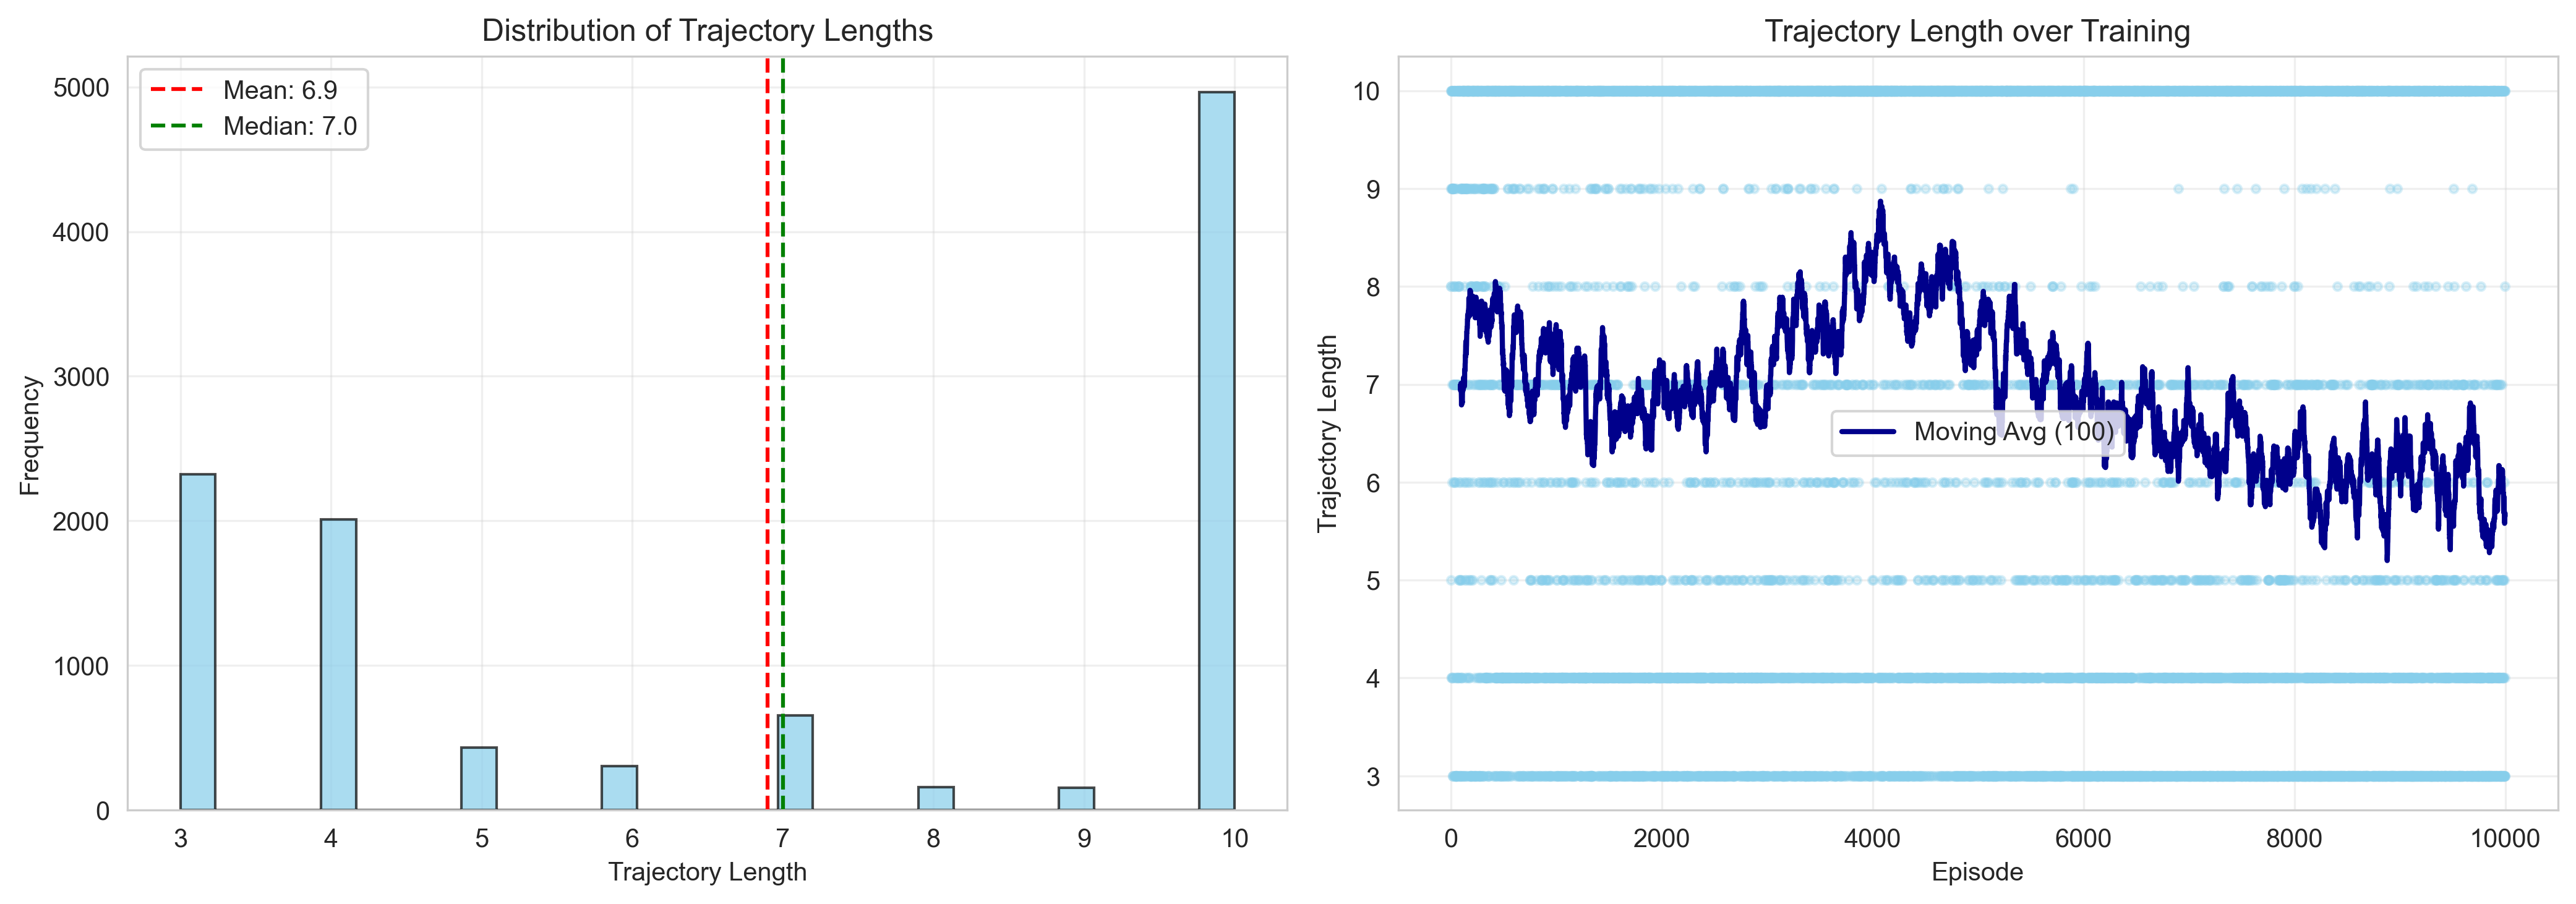 Distribution of Trajectory Lengths
Mean: 6.9
Median: 7.0
Frequency
5000
4000
3000
2000
1000
0
3 4 5 6 7 8 9 10
Trajectory Length
Trajectory Length over Training
Trajectory Length
10
9
8
7
6
5
4
3
Moving Avg (100)
0 2000 4000 6000 8000 10000
Episode